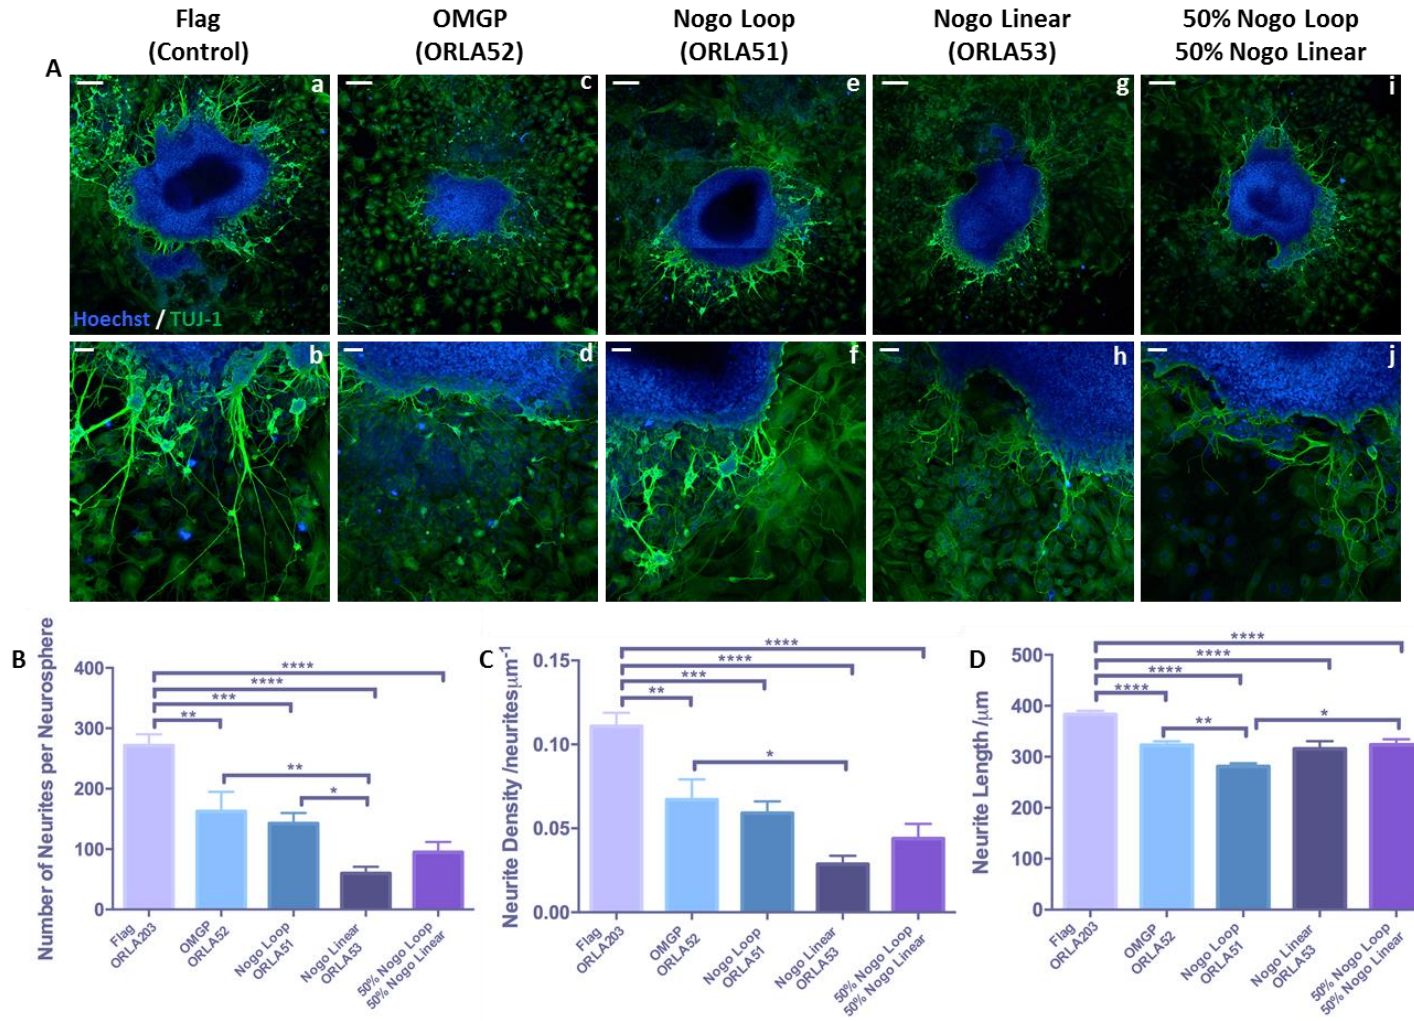 Flag
(Control)
OMGP
(ORLA52)
Nogo Loop
(ORLA51)
Nogo Linear
(ORLA53)
50% Nogo Loop
50% Nogo Linear
A
a
c
e
g
i
Hoechst / TUJ-1
b
d
f
h
j
B
Number of Neurites per Neurosphere
400
300
200
100
0
****
****
***
**
**
*
Flag
ORLA203
OMGP
ORLA52
Nogo Loop
ORLA51
Nogo Linear
ORLA53
50% Nogo Loop
50% Nogo Linear
C
Neurite Density /neuritesμm-1
0.15
0.10
0.05
0.00
****
****
***
**
*
Flag
ORLA203
OMGP
ORLA52
Nogo Loop
ORLA51
Nogo Linear
ORLA53
50% Nogo Loop
50% Nogo Linear
D
Neurite Length /μm
500
400
300
200
100
0
****
****
****
****
**
*
Flag
ORLA203
OMGP
ORLA52
Nogo Loop
ORLA51
Nogo Linear
ORLA53
50% Nogo Loop
50% Nogo Linear